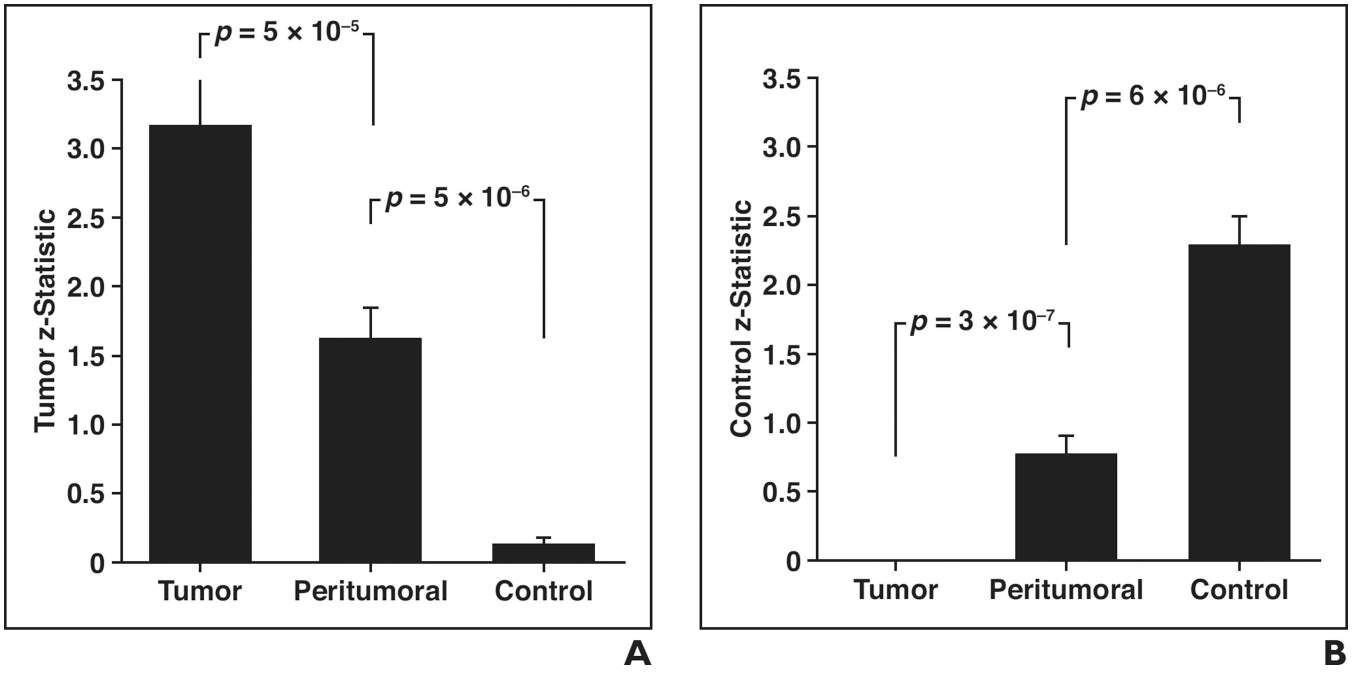 p = 5 × 10⁻⁵
3.5
3.0
p = 5 × 10⁻⁶
2.5
2.0
1.5
1.0
0.5
0
Tumor z-Statistic
Tumor Peritumoral Control
A
3.5
p = 6 × 10⁻⁶
3.0
2.5
2.0
p = 3 × 10⁻⁷
1.5
1.0
0.5
0
Control z-Statistic
Tumor Peritumoral Control
B